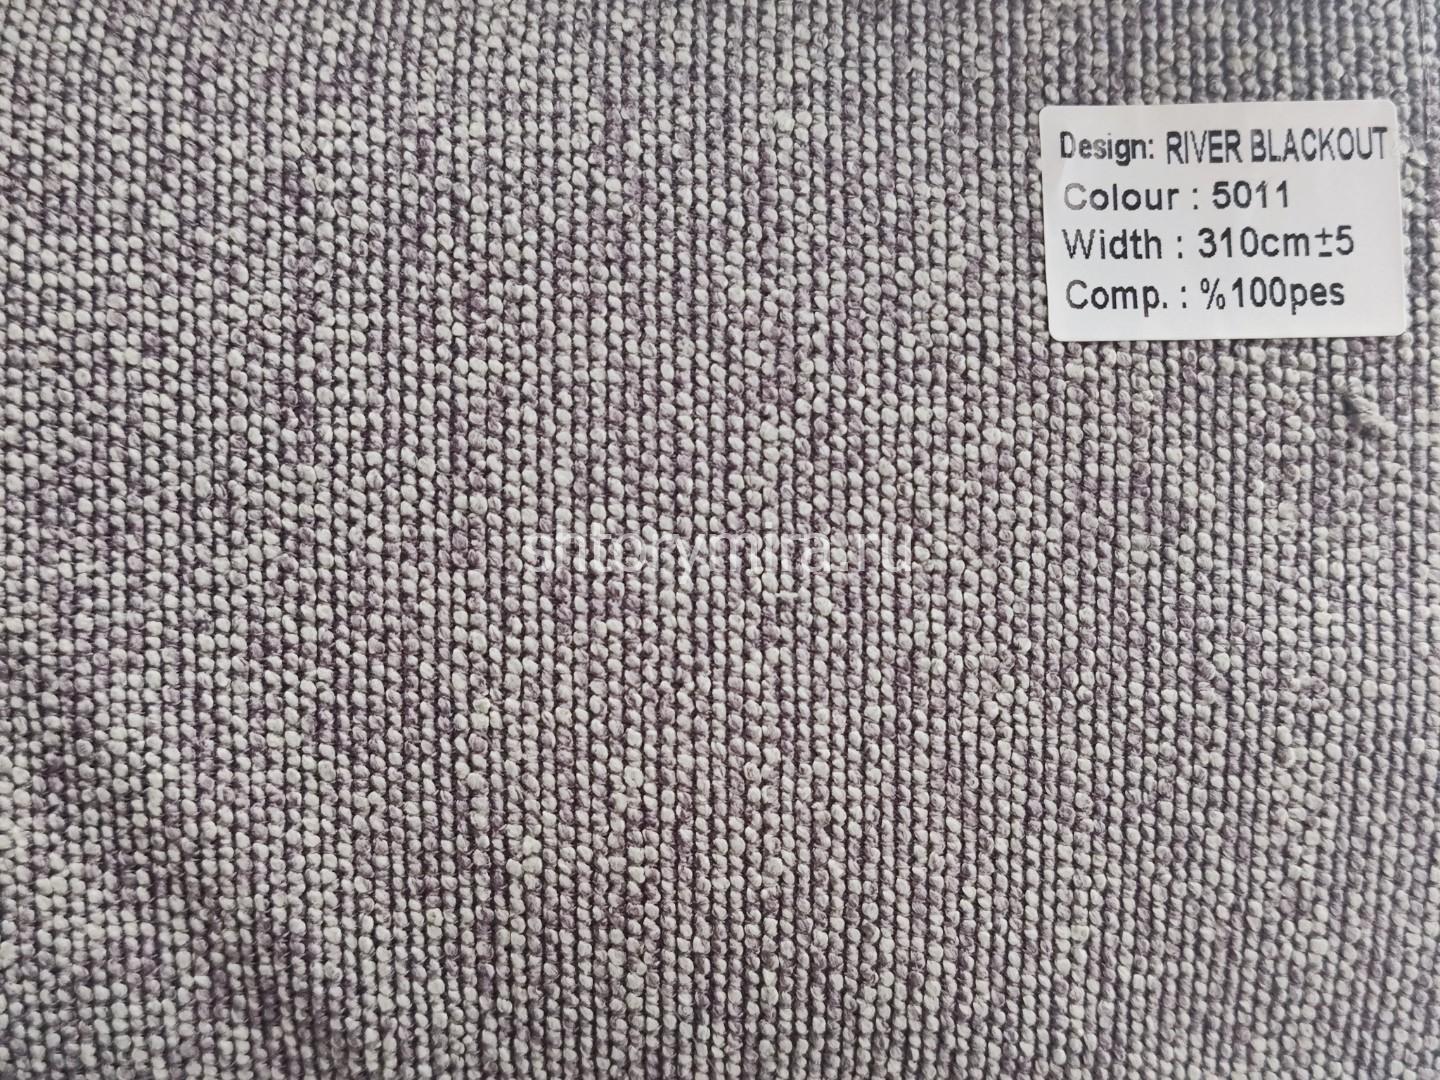 Design: RIVER BLACKOUT
Colour : 5011
Width : 310cm±5
Comp. : %100pes
shtorymira.ru